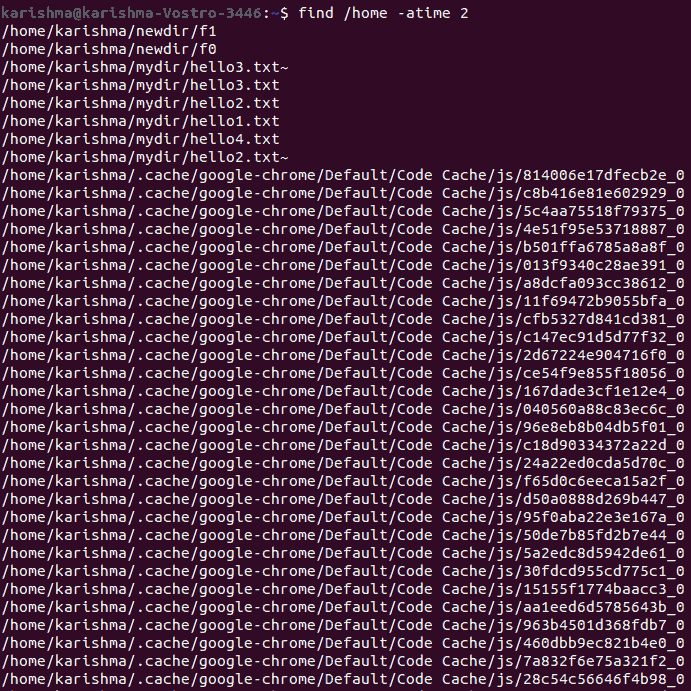 karishma@karishma-Vostro-3446:~$ find /home -atime 2
/home/karishma/newdir/f1
/home/karishma/newdir/f0
/home/karishma/mydir/hello3.txt~
/home/karishma/mydir/hello3.txt
/home/karishma/mydir/hello2.txt
/home/karishma/mydir/hello1.txt
/home/karishma/mydir/hello4.txt
/home/karishma/mydir/hello2.txt~
/home/karishma/.cache/google-chrome/Default/Code Cache/js/814006e17dfecb2e_0
/home/karishma/.cache/google-chrome/Default/Code Cache/js/c8b416e81e602929_0
/home/karishma/.cache/google-chrome/Default/Code Cache/js/5c4aa75518f79375_0
/home/karishma/.cache/google-chrome/Default/Code Cache/js/4e51f95e53718887_0
/home/karishma/.cache/google-chrome/Default/Code Cache/js/b501ffa6785a8a8f_0
/home/karishma/.cache/google-chrome/Default/Code Cache/js/013f9340c28ae391_0
/home/karishma/.cache/google-chrome/Default/Code Cache/js/a8dcfa093cc38612_0
/home/karishma/.cache/google-chrome/Default/Code Cache/js/11f69472b9055bfa_0
/home/karishma/.cache/google-chrome/Default/Code Cache/js/cfb5327d841cd381_0
/home/karishma/.cache/google-chrome/Default/Code Cache/js/c147ec91d5d77f32_0
/home/karishma/.cache/google-chrome/Default/Code Cache/js/2d67224e904716f0_0
/home/karishma/.cache/google-chrome/Default/Code Cache/js/ce54f9e855f18056_0
/home/karishma/.cache/google-chrome/Default/Code Cache/js/167dade3cf1e12e4_0
/home/karishma/.cache/google-chrome/Default/Code Cache/js/040560a88c83ec6c_0
/home/karishma/.cache/google-chrome/Default/Code Cache/js/96e8eb8b04db5f01_0
/home/karishma/.cache/google-chrome/Default/Code Cache/js/c18d90334372a22d_0
/home/karishma/.cache/google-chrome/Default/Code Cache/js/24a22ed0cda5d70c_0
/home/karishma/.cache/google-chrome/Default/Code Cache/js/f65d0c6eeca15a2f_0
/home/karishma/.cache/google-chrome/Default/Code Cache/js/d50a0888d269b447_0
/home/karishma/.cache/google-chrome/Default/Code Cache/js/95f0aba22e3e167a_0
/home/karishma/.cache/google-chrome/Default/Code Cache/js/50de7b85fd2b7e44_0
/home/karishma/.cache/google-chrome/Default/Code Cache/js/5a2edc8d5942de61_0
/home/karishma/.cache/google-chrome/Default/Code Cache/js/30fdcd955cd775c1_0
/home/karishma/.cache/google-chrome/Default/Code Cache/js/15155f1774baacc3_0
/home/karishma/.cache/google-chrome/Default/Code Cache/js/aa1eed6d5785643b_0
/home/karishma/.cache/google-chrome/Default/Code Cache/js/963b4501d368fdb7_0
/home/karishma/.cache/google-chrome/Default/Code Cache/js/460dbb9ec821b4e0_0
/home/karishma/.cache/google-chrome/Default/Code Cache/js/7a832f6e75a321f2_0
/home/karishma/.cache/google-chrome/Default/Code Cache/js/28c54c56646f4b98_0